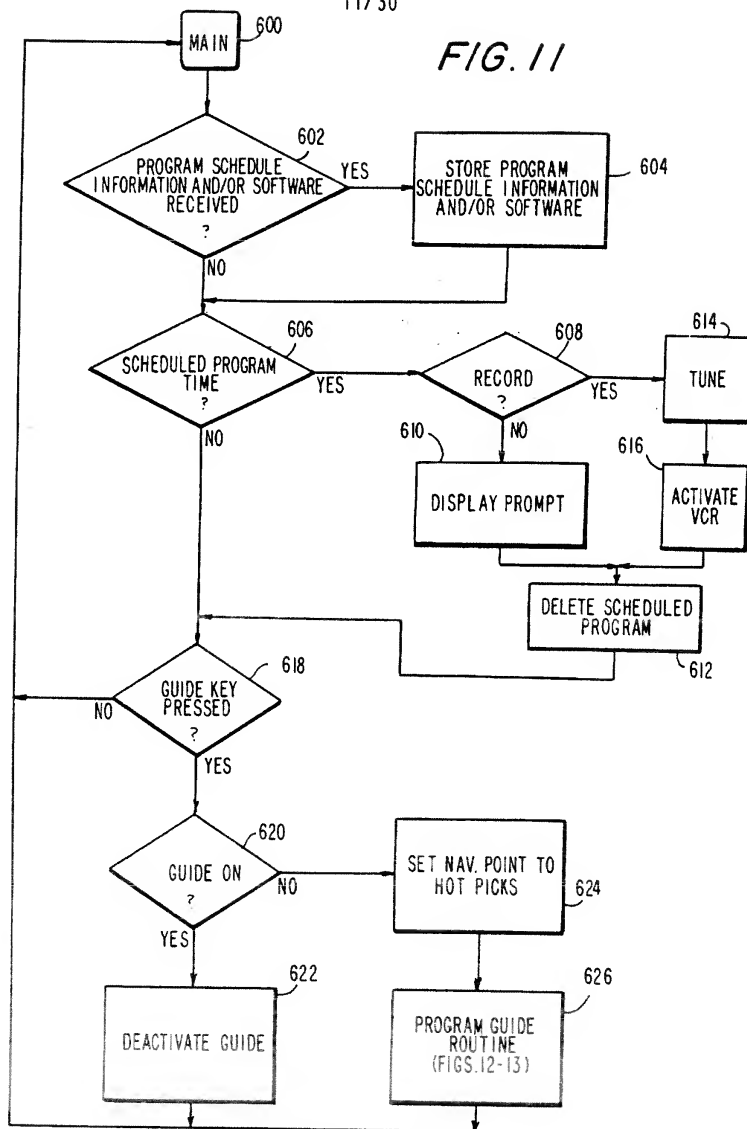 11/30
FIG. 11
MAIN
600
602
PROGRAM SCHEDULE
INFORMATION AND/OR SOFTWARE
RECEIVED
?
YES
NO
604
STORE PROGRAM
SCHEDULE INFORMATION
AND/OR SOFTWARE
606
SCHEDULED PROGRAM
TIME
?
YES
NO
608
RECORD
?
YES
NO
614
TUNE
610
DISPLAY PROMPT
616
ACTIVATE
VCR
DELETE SCHEDULED
PROGRAM
612
618
GUIDE KEY
PRESSED
?
NO
YES
620
GUIDE ON
?
NO
YES
SET NAV. POINT TO
HOT PICKS
624
622
DEACTIVATE GUIDE
626
PROGRAM GUIDE
ROUTINE
(FIGS.12-13)